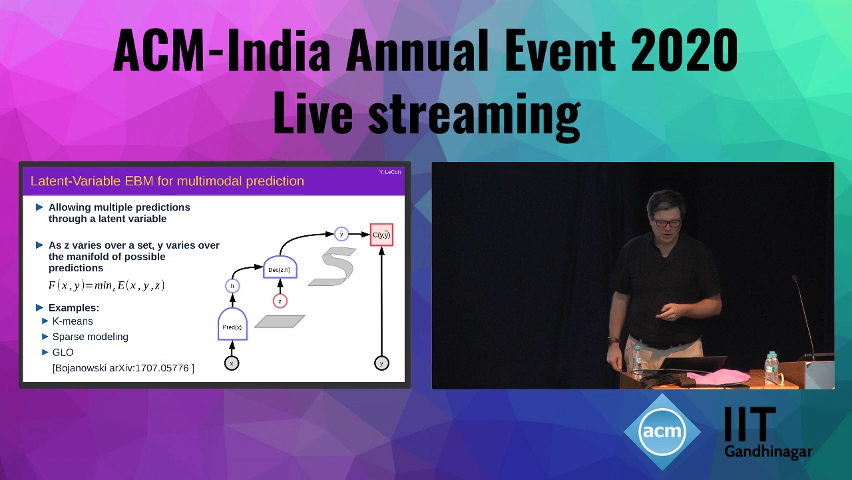 ACM-India Annual Event 2020
Live streaming
Y. LeCun
Latent-Variable EBM for multimodal prediction
Allowing multiple predictions
through a latent variable
As z varies over a set, y varies over
the manifold of possible
predictions
F(x,y)=min_z E(x,y,z)
Examples:
K-means
Sparse modeling
GLO
[Bojanowski arXiv:1707.05776 ]
ȳ
C(y,ȳ)
Dec(z,h)
h
z
Pred(x)
x
y
acm
IIT
Gandhinagar